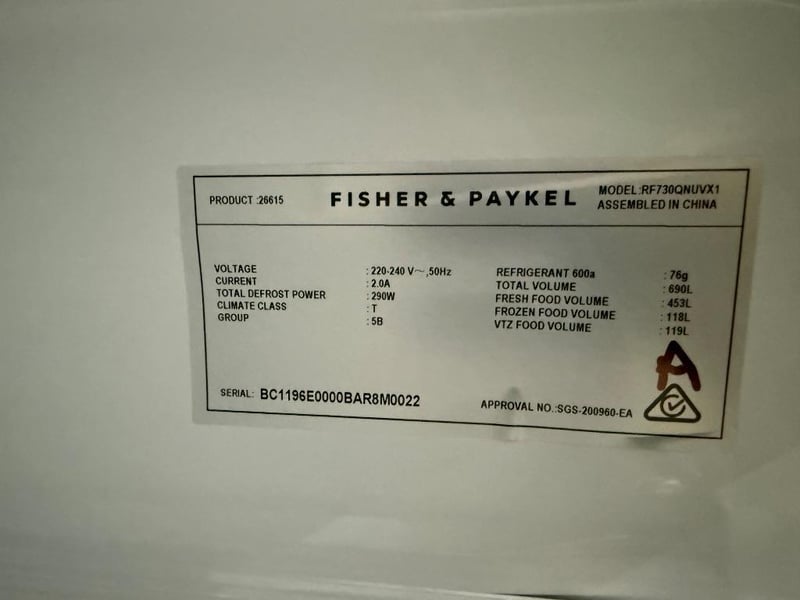 PRODUCT :26615
FISHER & PAYKEL
MODEL:RF730QNUVX1
ASSEMBLED IN CHINA
VOLTAGE : 220-240 V~,50Hz
CURRENT : 2.0A
TOTAL DEFROST POWER : 290W
CLIMATE CLASS : T
GROUP : 5B
REFRIGERANT 600a : 76g
TOTAL VOLUME : 690L
FRESH FOOD VOLUME : 453L
FROZEN FOOD VOLUME : 118L
VTZ FOOD VOLUME : 119L
A
SERIAL: BC1196E0000BAR8M0022
APPROVAL NO.:SGS-200960-EA